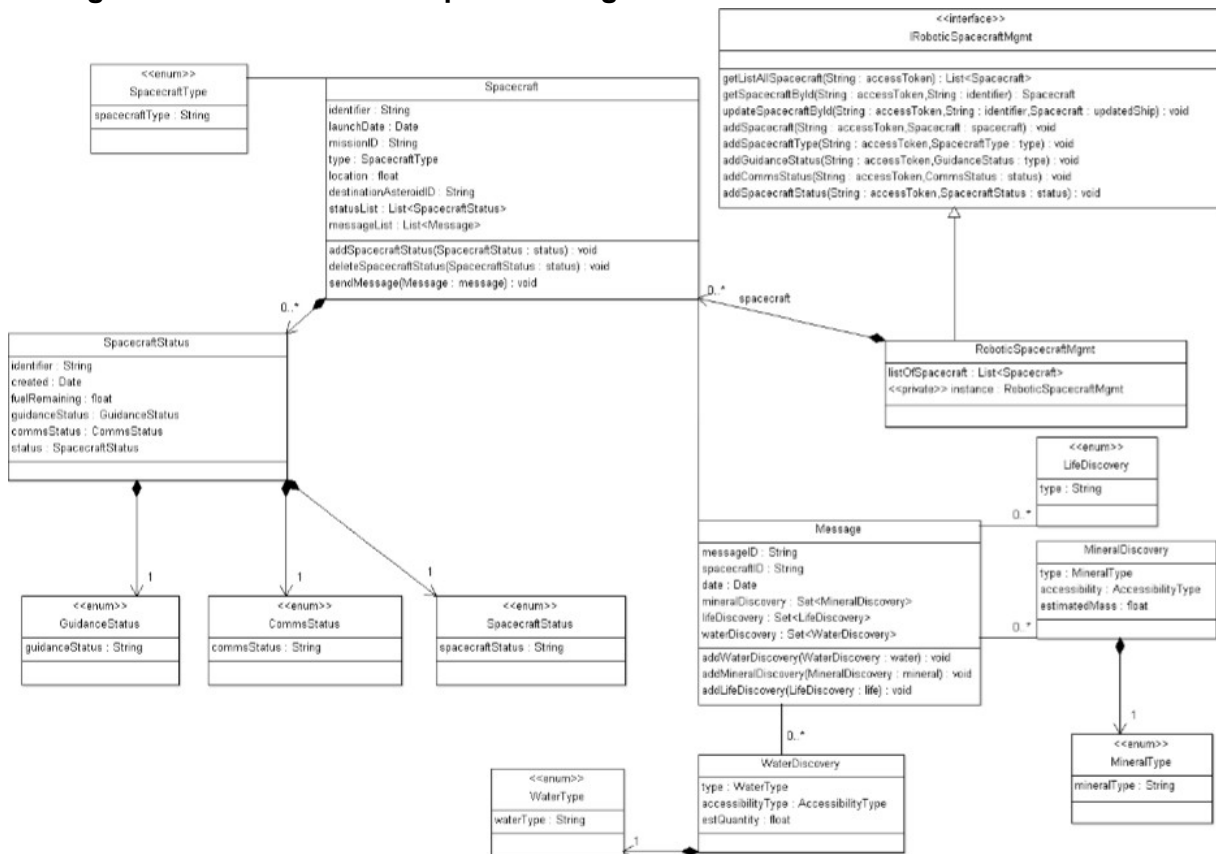 <<interface>>
IRoboticSpacecraftMgmt
getListAllSpacecraft(String : accessToken) : List<Spacecraft>
getSpacecraftById(String : accessToken,String : identifier) : Spacecraft
updateSpacecraftById(String : accessToken,String : identifier,Spacecraft : updatedShip) : void
addSpacecraft(String : accessToken,Spacecraft : spacecraft) : void
addSpacecraftType(String : accessToken,SpacecraftType : type) : void
addGuidanceStatus(String : accessToken,GuidanceStatus : type) : void
addCommsStatus(String : accessToken,CommsStatus : status) : void
addSpacecraftStatus(String : accessToken,SpacecraftStatus : status) : void
<<enum>>
SpacecraftType
spacecraftType : String
Spacecraft
identifier : String
launchDate : Date
missionID : String
type : SpacecraftType
location : float
destinationAsteroidID : String
statusList : List<SpacecraftStatus>
messageList : List<Message>
addSpacecraftStatus(SpacecraftStatus : status) : void
deleteSpacecraftStatus(SpacecraftStatus : status) : void
sendMessage(Message : message) : void
0..*
0..*
spacecraft
SpacecraftStatus
identifier : String
created : Date
fuelRemaining : float
guidanceStatus : GuidanceStatus
commsStatus : CommsStatus
status : SpacecraftStatus
RoboticSpacecraftMgmt
listOfSpacecraft : List<Spacecraft>
<<private>> instance : RoboticSpacecraftMgmt
<<enum>>
LifeDiscovery
type : String
0..*
Message
messageID : String
spacecraftID : String
date : Date
mineralDiscovery : Set<MineralDiscovery>
lifeDiscovery : Set<LifeDiscovery>
waterDiscovery : Set<WaterDiscovery>
addWaterDiscovery(WaterDiscovery : water) : void
addMineralDiscovery(MineralDiscovery : mineral) : void
addLifeDiscovery(LifeDiscovery : life) : void
MineralDiscovery
type : MineralType
accessibility : AccessibilityType
estimatedMass : float
0..*
1
1
1
<<enum>>
GuidanceStatus
guidanceStatus : String
<<enum>>
CommsStatus
commsStatus : String
<<enum>>
SpacecraftStatus
spacecraftStatus : String
1
<<enum>>
MineralType
mineralType : String
0..*
WaterDiscovery
type : WaterType
accessibilityType : AccessibilityType
estQuantity : float
<<enum>>
WaterType
waterType : String
1